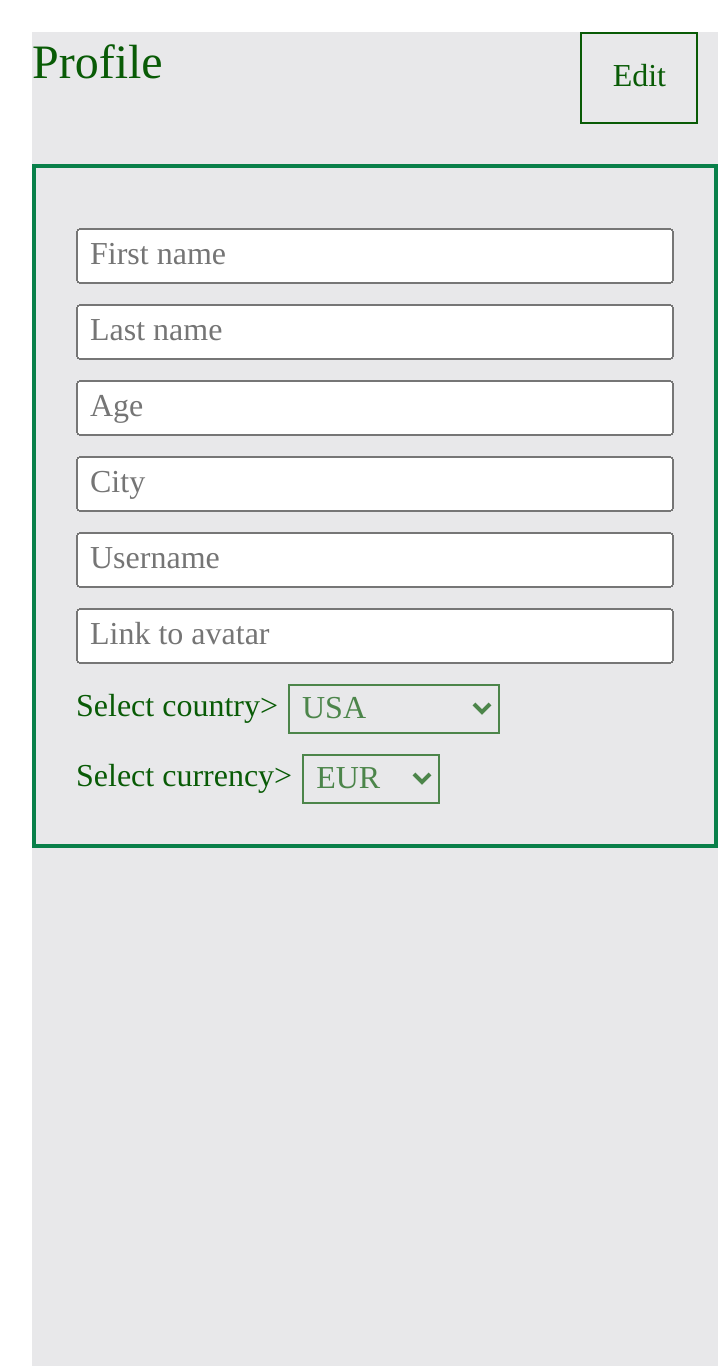 Profile
Edit
First name
Last name
Age
City
Username
Link to avatar
Select country> USA
Select currency> EUR